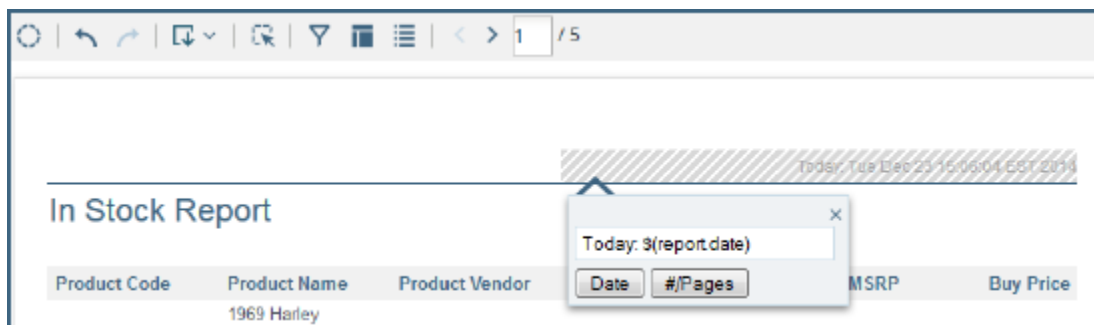 1 / 5
Today: Tue Dec 23 15:06:04 EST 2014
In Stock Report
×
Today: $(report.date)
Date #/Pages
Product Code Product Name Product Vendor MSRP Buy Price
1969 Harley